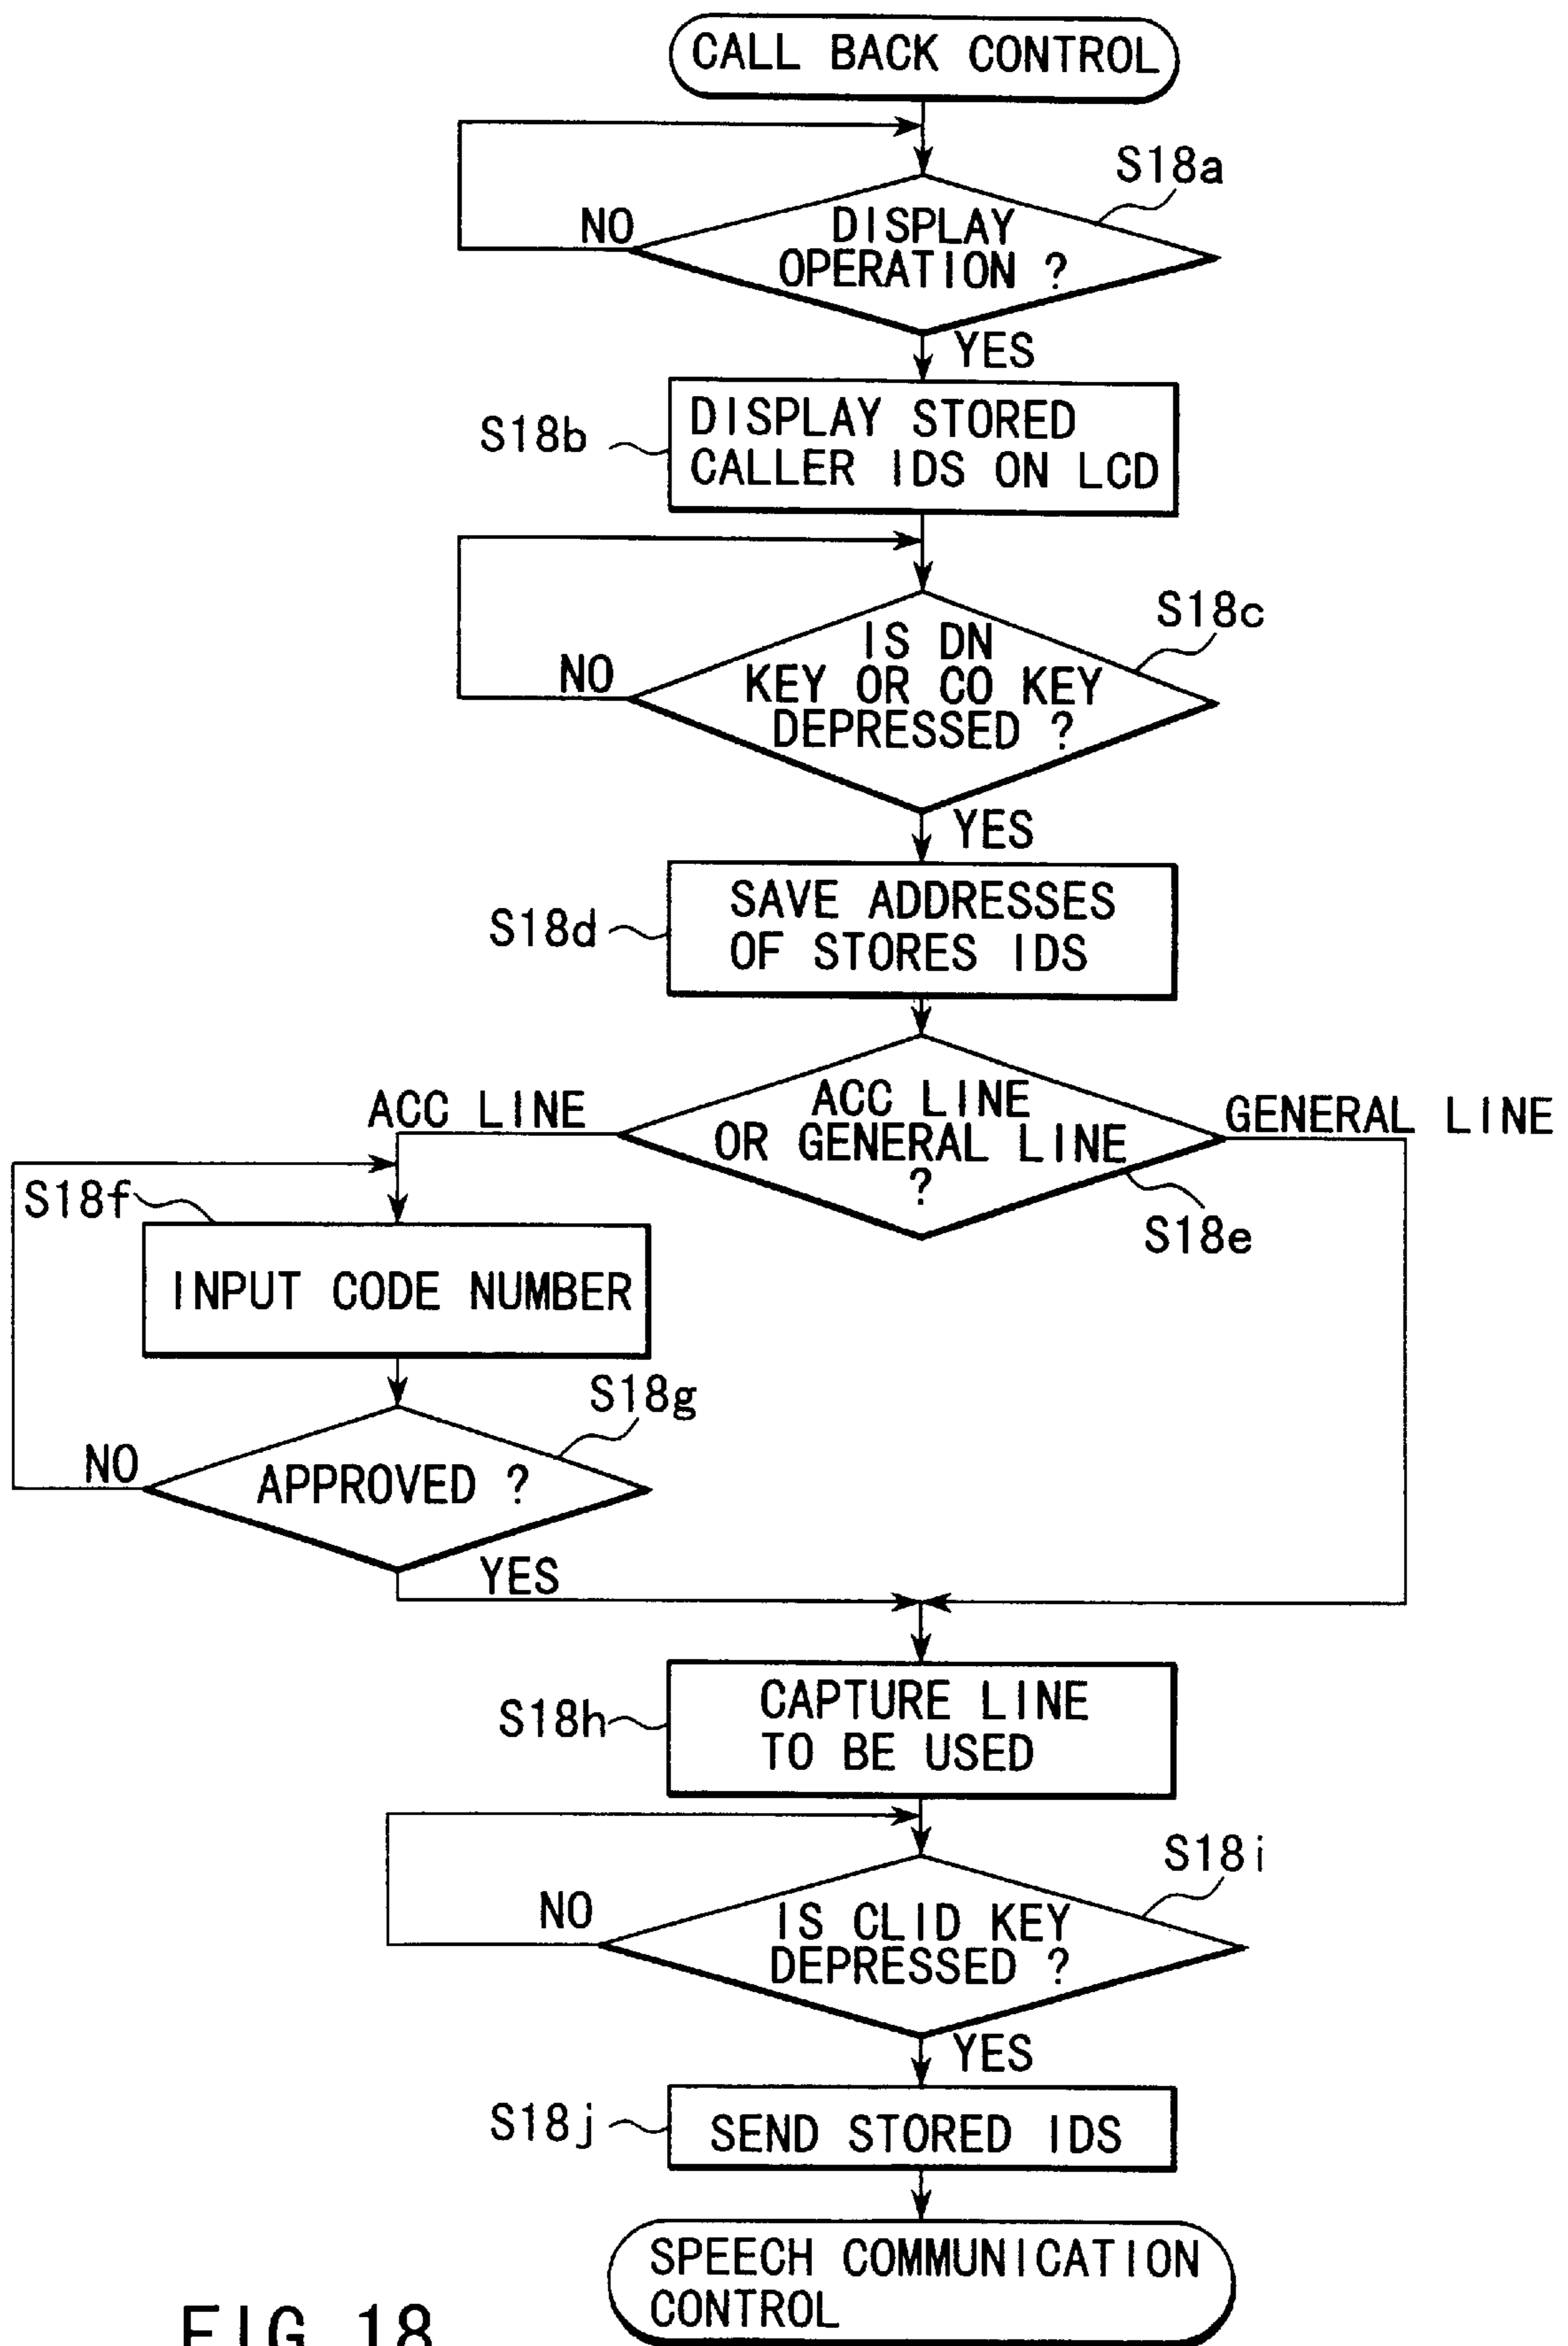 CALL BACK CONTROL
S18a
NO
DISPLAY
OPERATION ?
YES
S18b
DISPLAY STORED
CALLER IDS ON LCD
S18c
NO
IS DN
KEY OR CO KEY
DEPRESSED ?
YES
S18d
SAVE ADDRESSES
OF STORES IDS
ACC LINE
ACC LINE
OR GENERAL LINE
?
GENERAL LINE
S18e
S18f
INPUT CODE NUMBER
S18g
NO
APPROVED ?
YES
S18h
CAPTURE LINE
TO BE USED
S18i
NO
IS CLID KEY
DEPRESSED ?
YES
S18j
SEND STORED IDS
SPEECH COMMUNICATION
CONTROL
FIG. 18